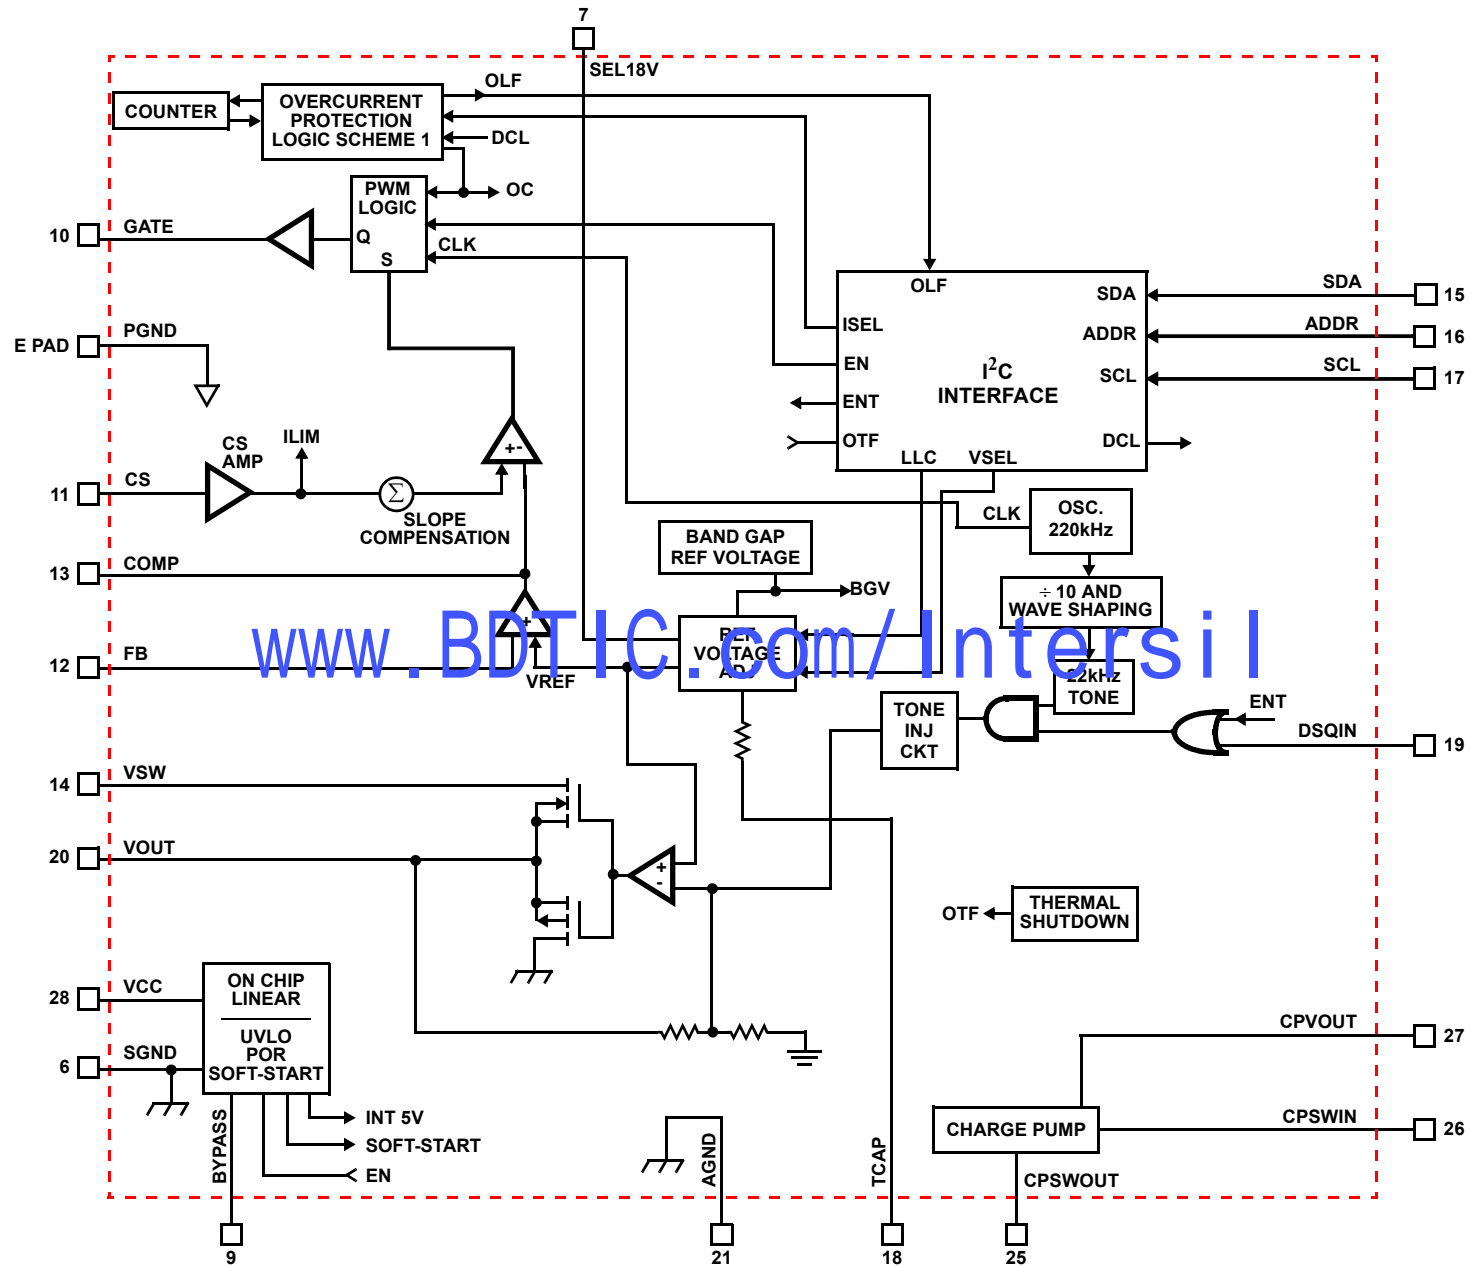 7
SEL18V
COUNTER
OVERCURRENT
PROTECTION
LOGIC SCHEME 1
OLF
DCL
OC
PWM
LOGIC
Q
S
CLK
10
GATE
E PAD
PGND
OLF
SDA
ADDR
SCL
ISEL
EN
ENT
OTF
I²C
INTERFACE
DCL
LLC
VSEL
SDA
15
ADDR
16
SCL
17
CS
AMP
ILIM
+-
11
CS
Σ
SLOPE
COMPENSATION
CLK
OSC.
220kHz
BAND GAP
REF VOLTAGE
BGV
13
COMP
÷ 10 AND
WAVE SHAPING
www.BDTIC.com/Intersil
+
REF
VOLTAGE
ADJ
12
FB
VREF
22kHz
TONE
TONE
INJ
CKT
ENT
DSQIN
19
14
VSW
20
VOUT
+
-
OTF
THERMAL
SHUTDOWN
28
VCC
ON CHIP
LINEAR
UVLO
POR
SOFT-START
6
SGND
INT 5V
SOFT-START
EN
BYPASS
9
AGND
21
TCAP
18
CPVOUT
27
CHARGE PUMP
CPSWIN
26
CPSWOUT
25